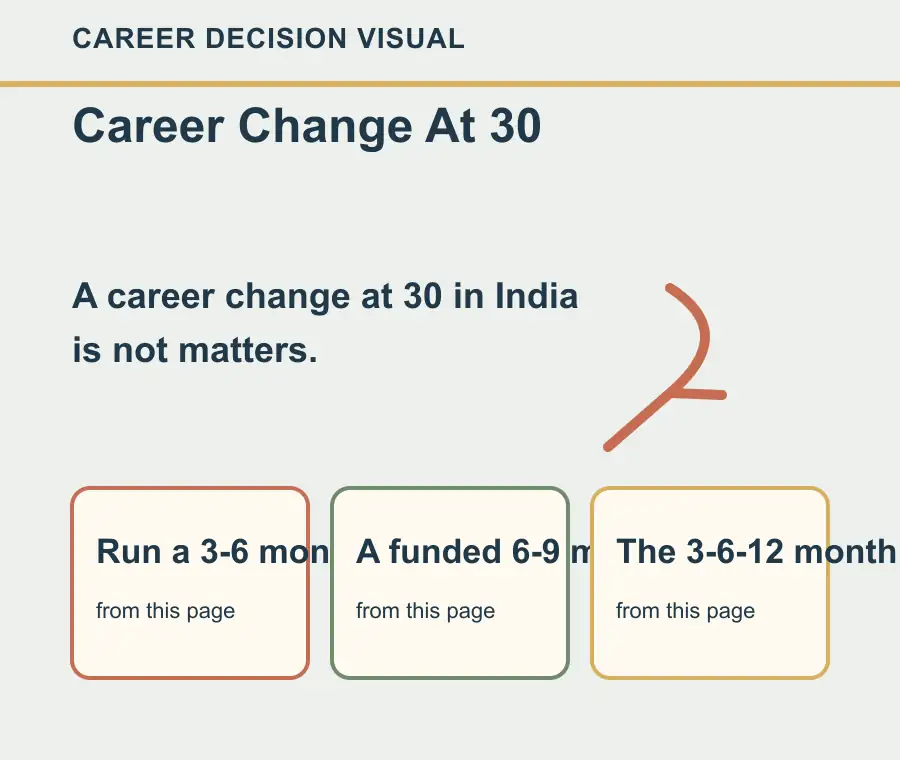 CAREER DECISION VISUAL
Career Change At 30
A career change at 30 in India
is not matters.
Run a 3-6 mon
A funded 6-9 m
The 3-6-12 month
from this page
from this page
from this page